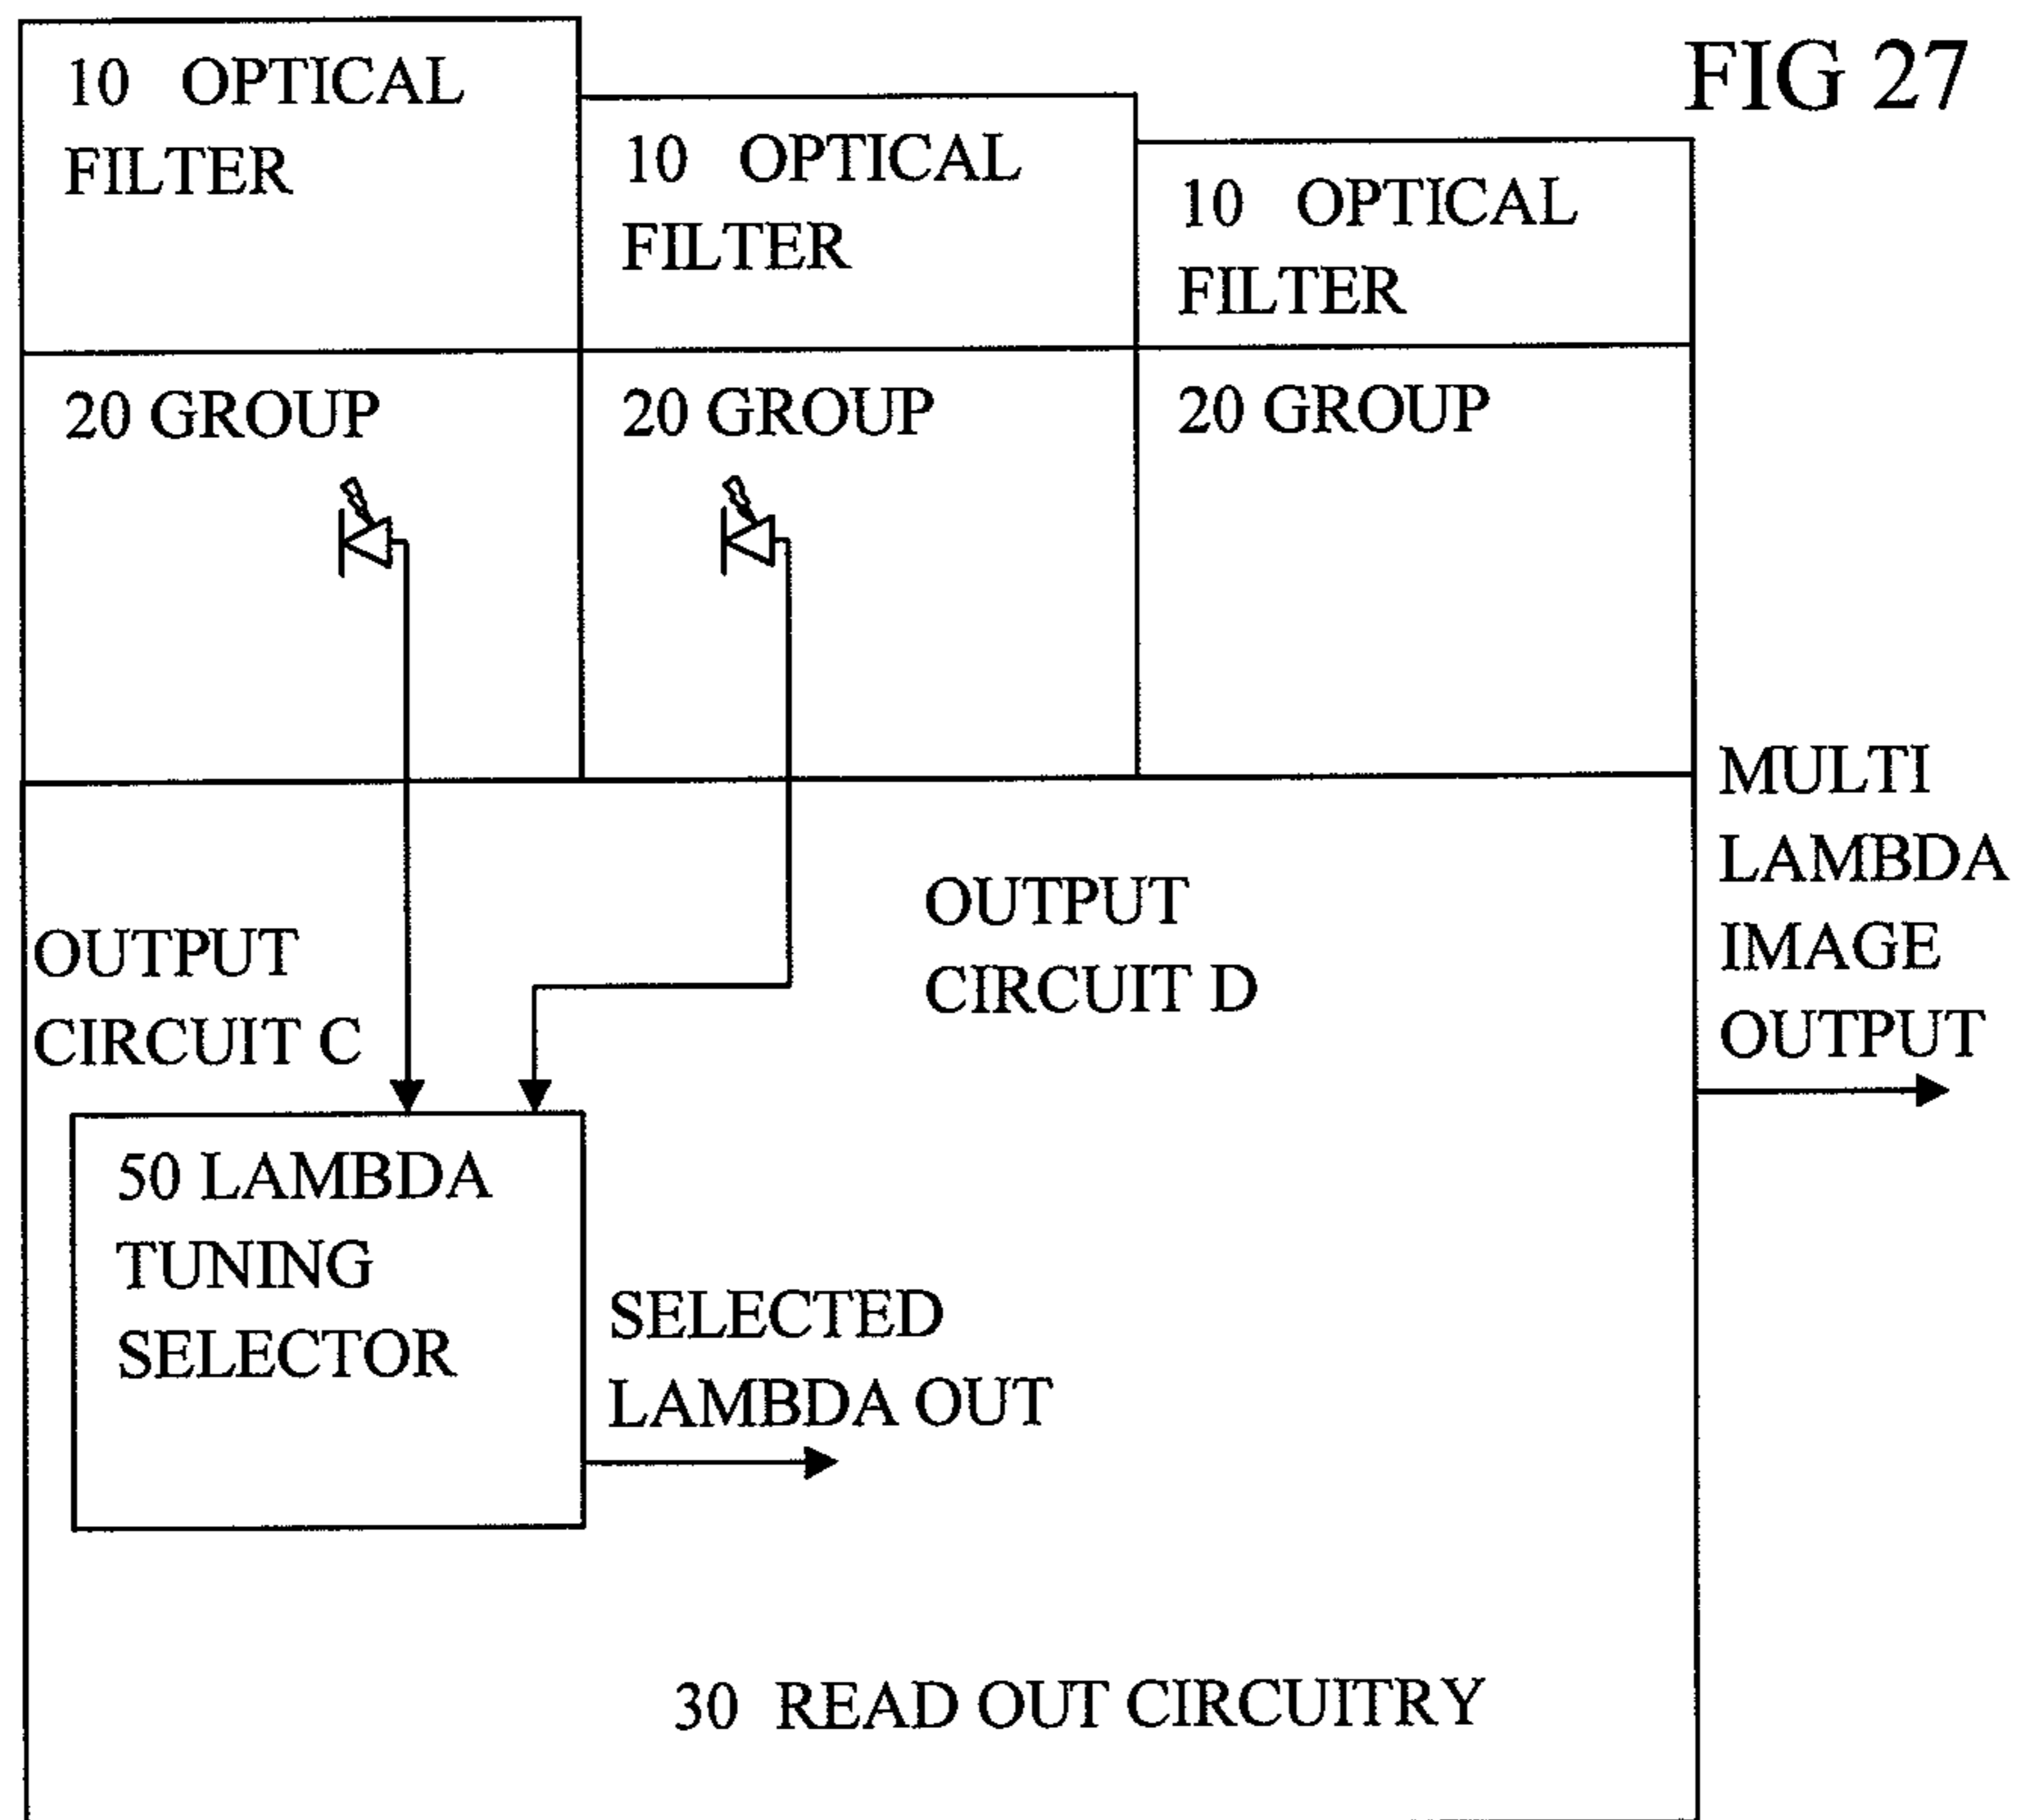 FIG 27
10 OPTICAL
FILTER
10 OPTICAL
FILTER
10 OPTICAL
FILTER
20 GROUP
20 GROUP
20 GROUP
OUTPUT
CIRCUIT C
OUTPUT
CIRCUIT D
MULTI
LAMBDA
IMAGE
OUTPUT
50 LAMBDA
TUNING
SELECTOR
SELECTED
LAMBDA OUT
30 READ OUT CIRCUITRY